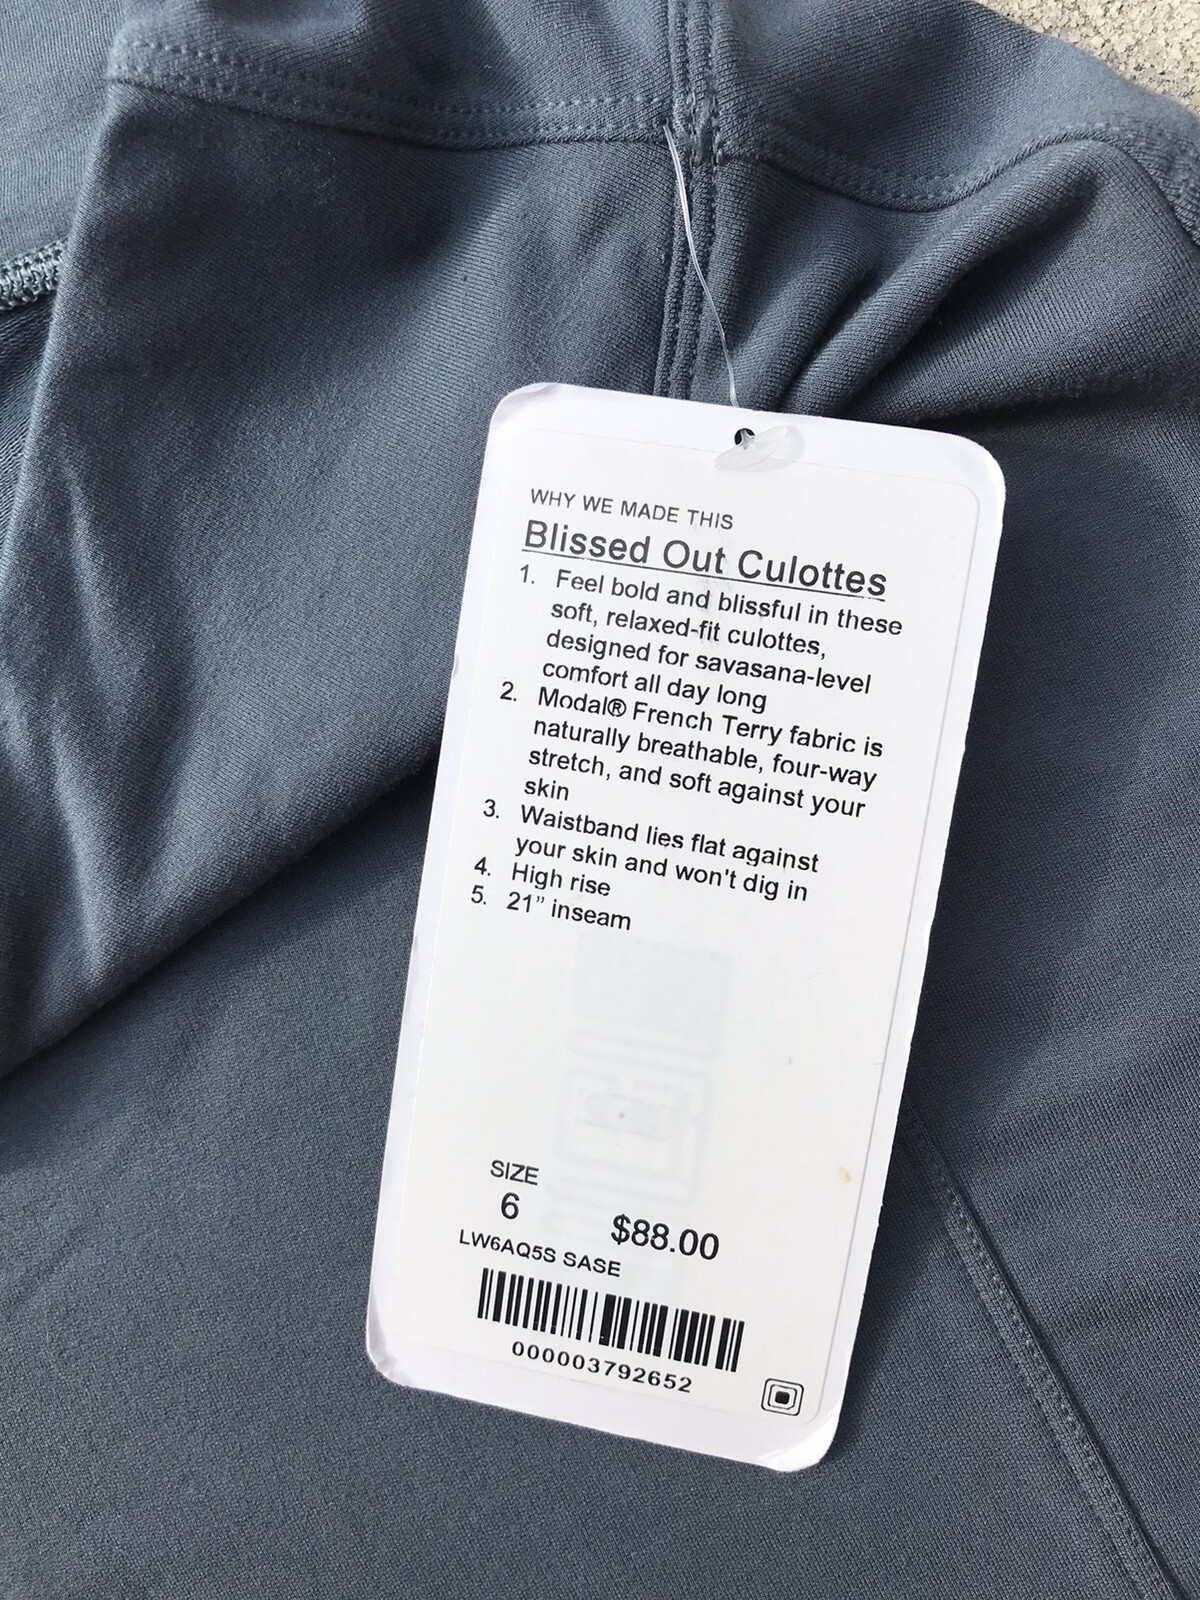 WHY WE MADE THIS
Blissed Out Culottes
1. Feel bold and blissful in these
soft, relaxed-fit culottes,
designed for savasana-level
comfort all day long
2. Modal® French Terry fabric is
naturally breathable, four-way
stretch, and soft against your
skin
3. Waistband lies flat against
your skin and won't dig in
4. High rise
5. 21” inseam
SIZE
6
$88.00
LW6AQ5S SASE
000003792652